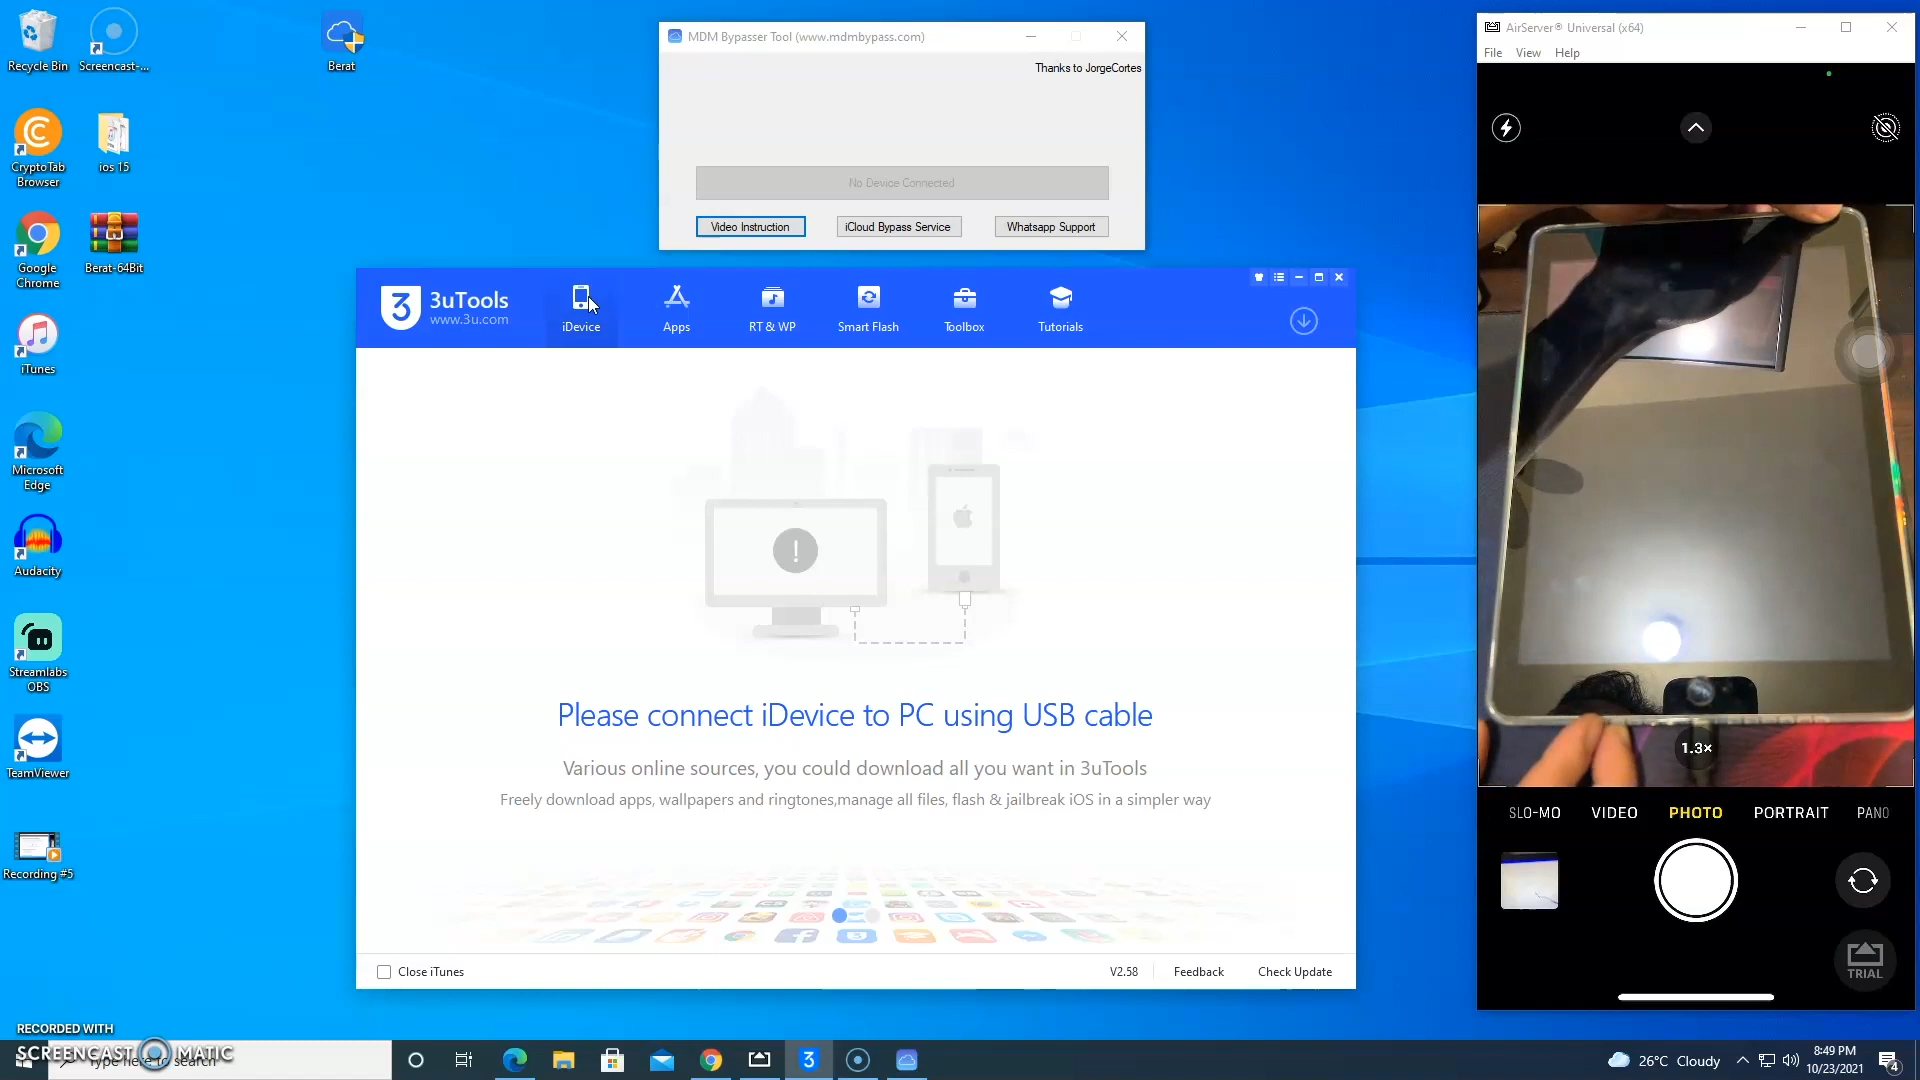 Recycle Bin
Screencast-...
Berat
CryptoTab
Browser
ios 15
Google
Chrome
Berat-64Bit
iTunes
Microsoft
Edge
Audacity
Streamlabs
OBS
TeamViewer
Recording #5
MDM Bypasser Tool (www.mdmbypass.com)
Thanks to JorgeCortes
No Device Connected
Video Instruction
iCloud Bypass Service
Whatsapp Support
3uTools
www.3u.com
iDevice
Apps
RT & WP
Smart Flash
Toolbox
Tutorials
Please connect iDevice to PC using USB cable
Various online sources, you could download all you want in 3uTools
Freely download apps, wallpapers and ringtones,manage all files, flash & jailbreak iOS in a simpler way
Close iTunes
V2.58
Feedback
Check Update
AirServer® Universal (x64)
File
View
Help
1.3×
SLO-MO
VIDEO
PHOTO
PORTRAIT
PANO
TRIAL
RECORDED WITH
SCREENCAST MATIC
Type here to search
26°C Cloudy
8:49 PM
10/23/2021
4